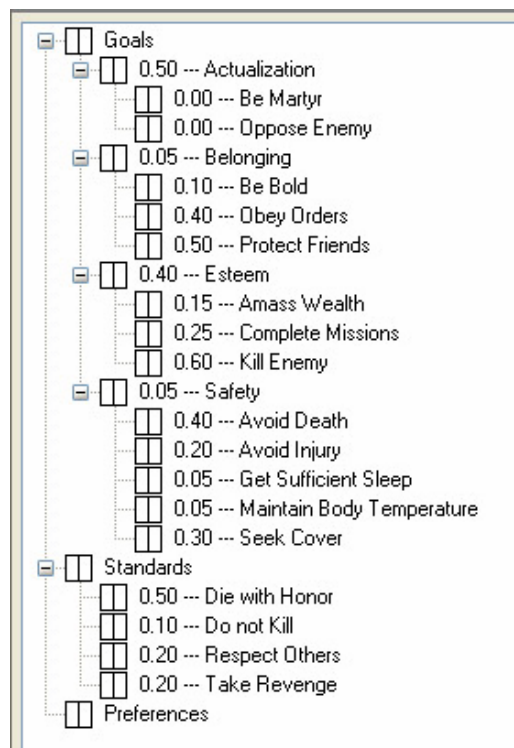 Goals
0.50 --- Actualization
0.00 --- Be Martyr
0.00 --- Oppose Enemy
0.05 --- Belonging
0.10 --- Be Bold
0.40 --- Obey Orders
0.50 --- Protect Friends
0.40 --- Esteem
0.15 --- Amass Wealth
0.25 --- Complete Missions
0.60 --- Kill Enemy
0.05 --- Safety
0.40 --- Avoid Death
0.20 --- Avoid Injury
0.05 --- Get Sufficient Sleep
0.05 --- Maintain Body Temperature
0.30 --- Seek Cover
Standards
0.50 --- Die with Honor
0.10 --- Do not Kill
0.20 --- Respect Others
0.20 --- Take Revenge
Preferences